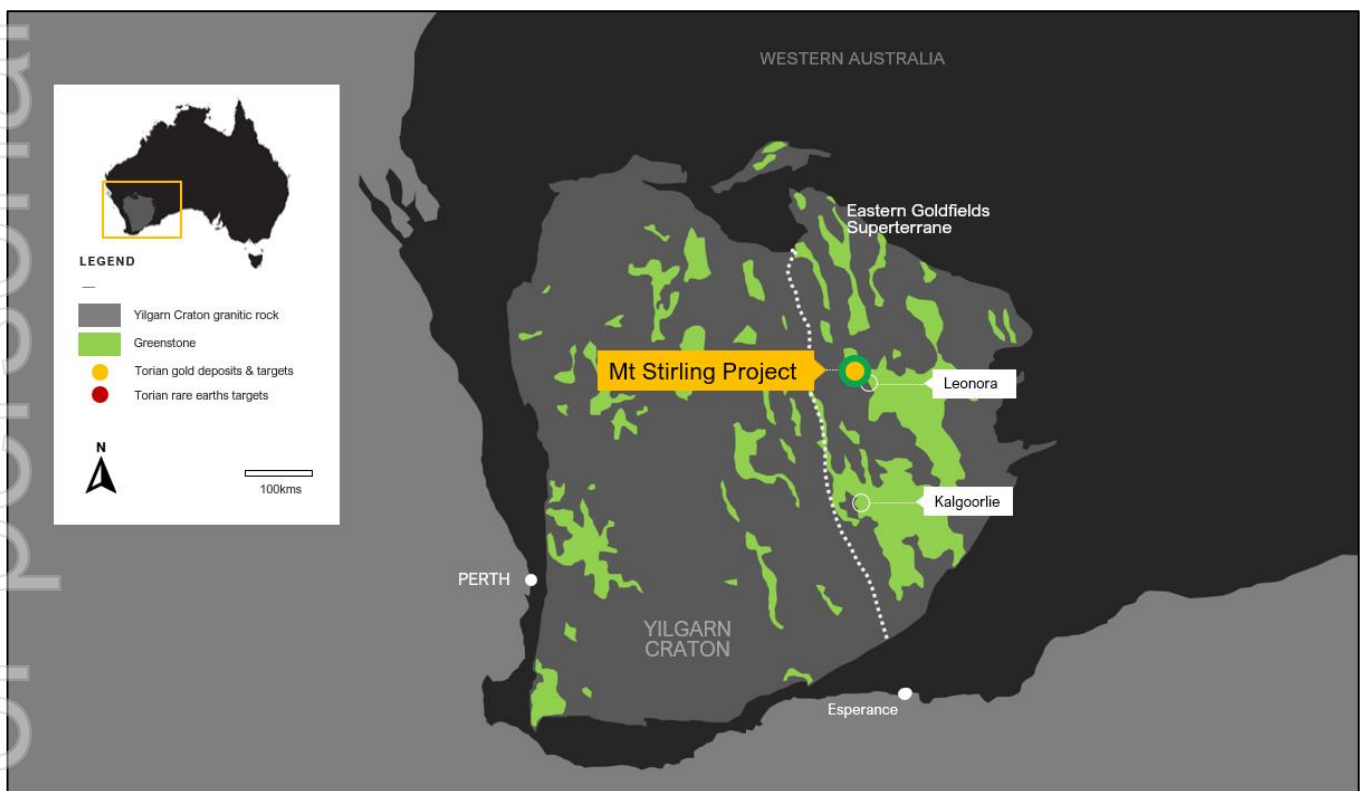 WESTERN AUSTRALIA
Eastern Goldfields
Superterrane
LEGEND
Yilgarn Craton granitic rock
Greenstone
Torian gold deposits & targets
Torian rare earths targets
N
100kms
Mt Stirling Project
Leonora
Kalgoorlie
PERTH
YILGARN
CRATON
Esperance